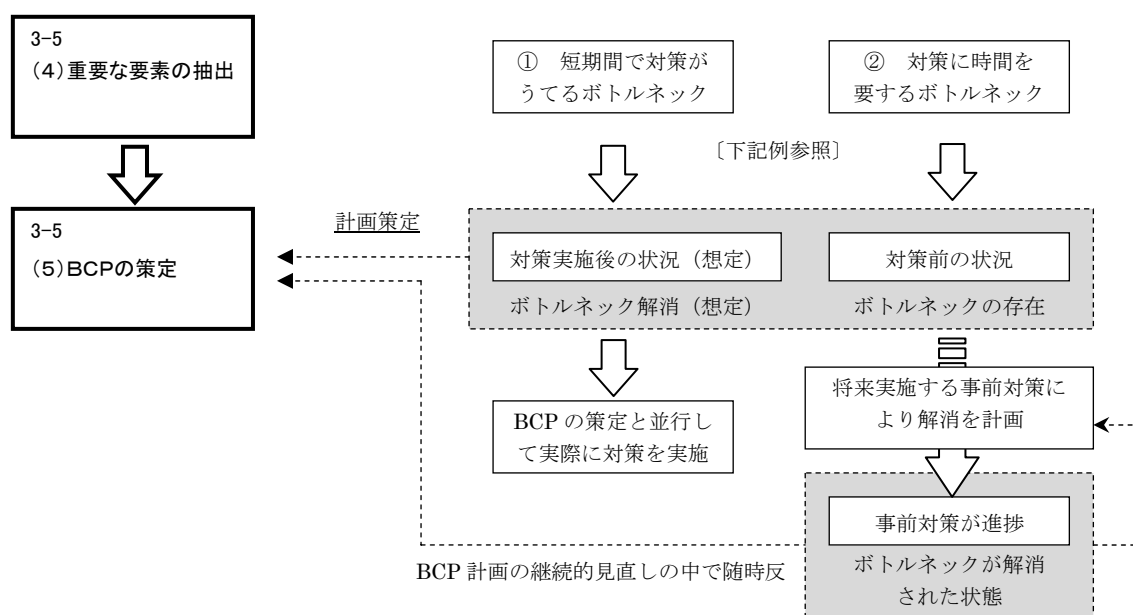 3-5
(4)重要な要素の抽出
① 短期間で対策が
うてるボトルネック
② 対策に時間を
要するボトルネック
〔下記例参照〕
3-5
(5)BCPの策定
計画策定
対策実施後の状況（想定）
ボトルネック解消（想定）
対策前の状況
ボトルネックの存在
BCP の策定と並行し
て実際に対策を実施
将来実施する事前対策に
より解消を計画
事前対策が進捗
ボトルネックが解消
された状態
BCP 計画の継続的見直しの中で随時反